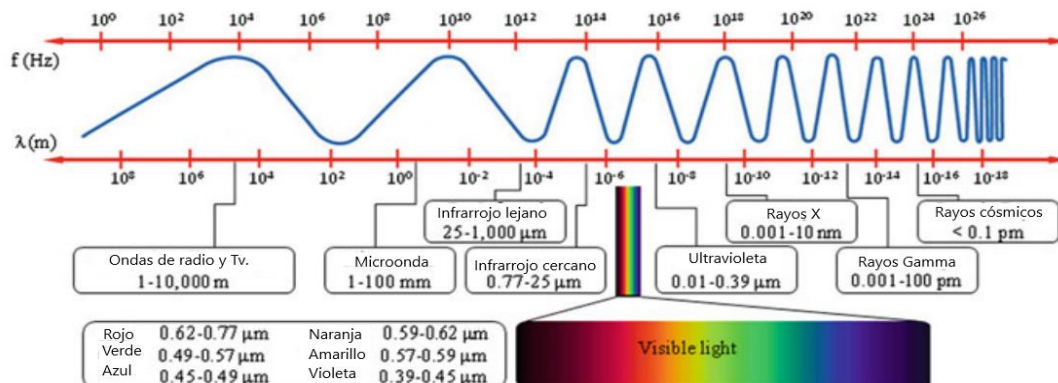 10⁰ 10² 10⁴ 10⁶ 10⁸ 10¹⁰ 10¹² 10¹⁴ 10¹⁶ 10¹⁸ 10²⁰ 10²² 10²⁴ 10²⁶
f (Hz)
λ(m)
10⁸ 10⁶ 10⁴ 10² 10⁰ 10⁻² 10⁻⁴ 10⁻⁶ 10⁻⁸ 10⁻¹⁰ 10⁻¹² 10⁻¹⁴ 10⁻¹⁶ 10⁻¹⁸
Ondas de radio y Tv.
1-10,000 m
Microonda
1-100 mm
Infrarrojo lejano
25-1,000 μm
Infrarrojo cercano
0.77-25 μm
Ultravioleta
0.01-0.39 μm
Rayos X
0.001-10 nm
Rayos Gamma
0.001-100 pm
Rayos cósmicos
< 0.1 pm
Rojo 0.62-0.77 μm Naranja 0.59-0.62 μm
Verde 0.49-0.57 μm Amarillo 0.57-0.59 μm
Azul 0.45-0.49 μm Violeta 0.39-0.45 μm
Visible light